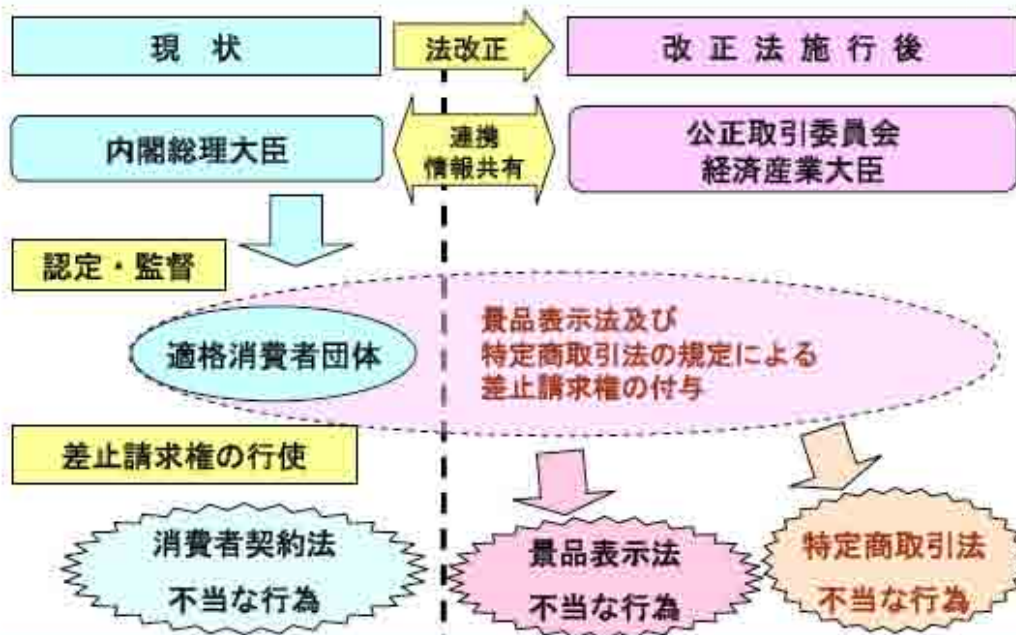 現 状
法改正
改 正 法 施 行 後
内閣総理大臣
連携
情報共有
公正取引委員会
経済産業大臣
認定・監督
適格消費者団体
景品表示法及び
特定商取引法の規定による
差止請求権の付与
差止請求権の行使
消費者契約法
不当な行為
景品表示法
不当な行為
特定商取引法
不当な行為